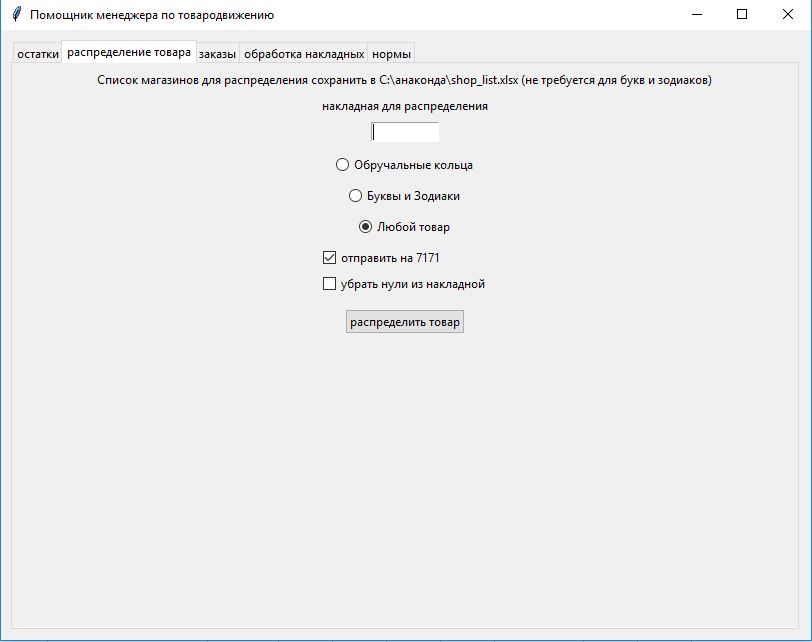 Помощник менеджера по товародвижению
остатки распределение товара заказы обработка накладных нормы
Список магазинов для распределения сохранить в C:\анаконда\shop_list.xlsx (не требуется для букв и зодиаков)
накладная для распределения
Обручальные кольца
Буквы и Зодиаки
Любой товар
отправить на 7171
убрать нули из накладной
распределить товар